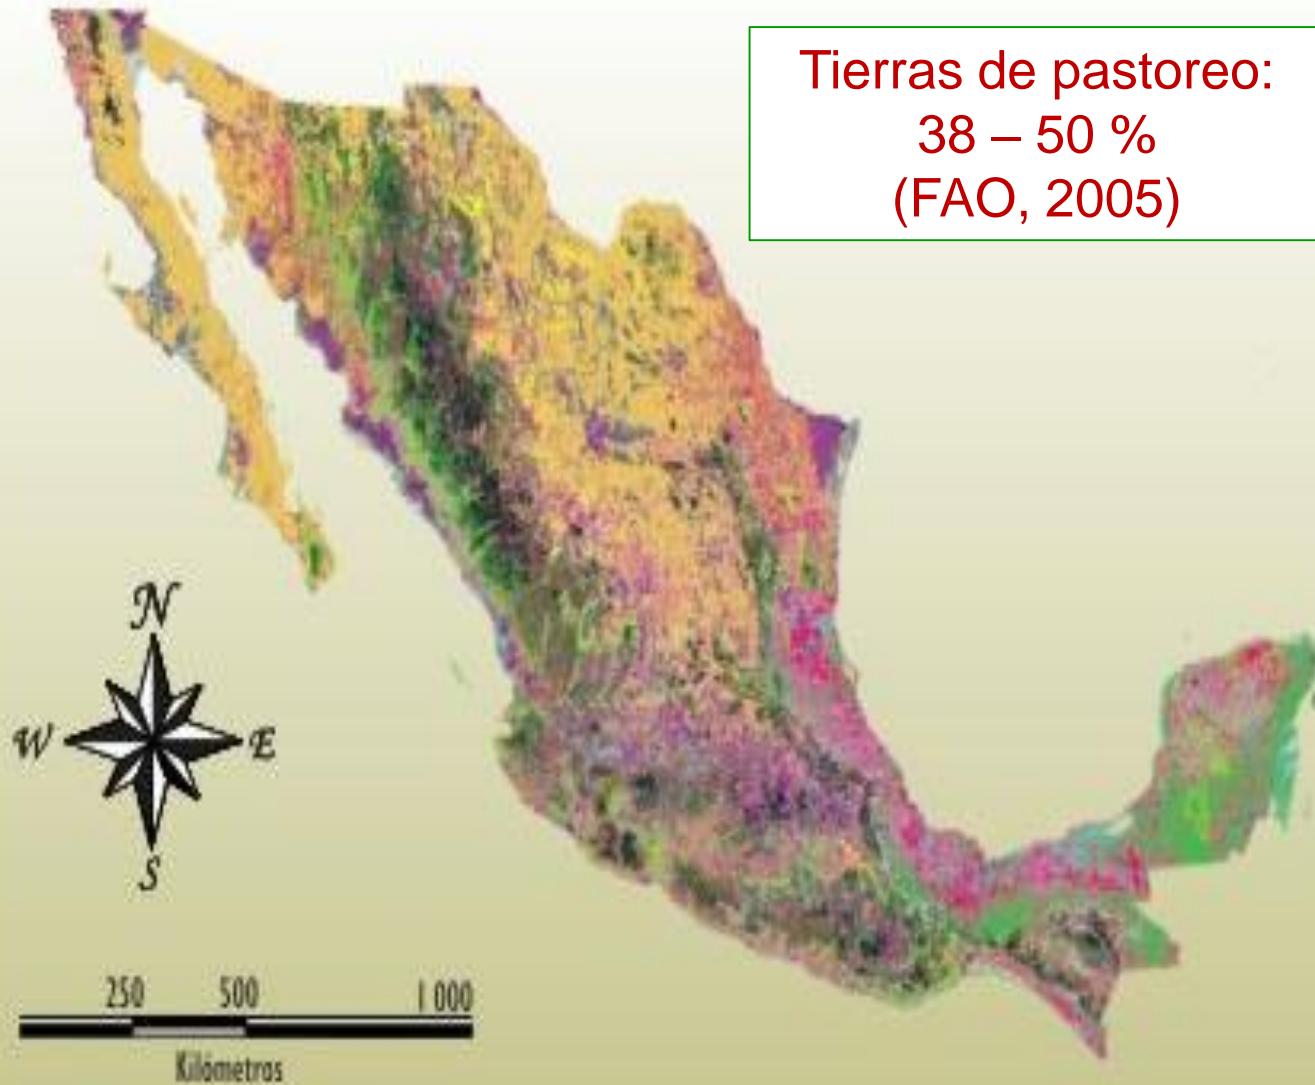 Tierras de pastoreo:
38 – 50 %
(FAO, 2005)
N
W E
S
250 500 1 000
Kilómetros